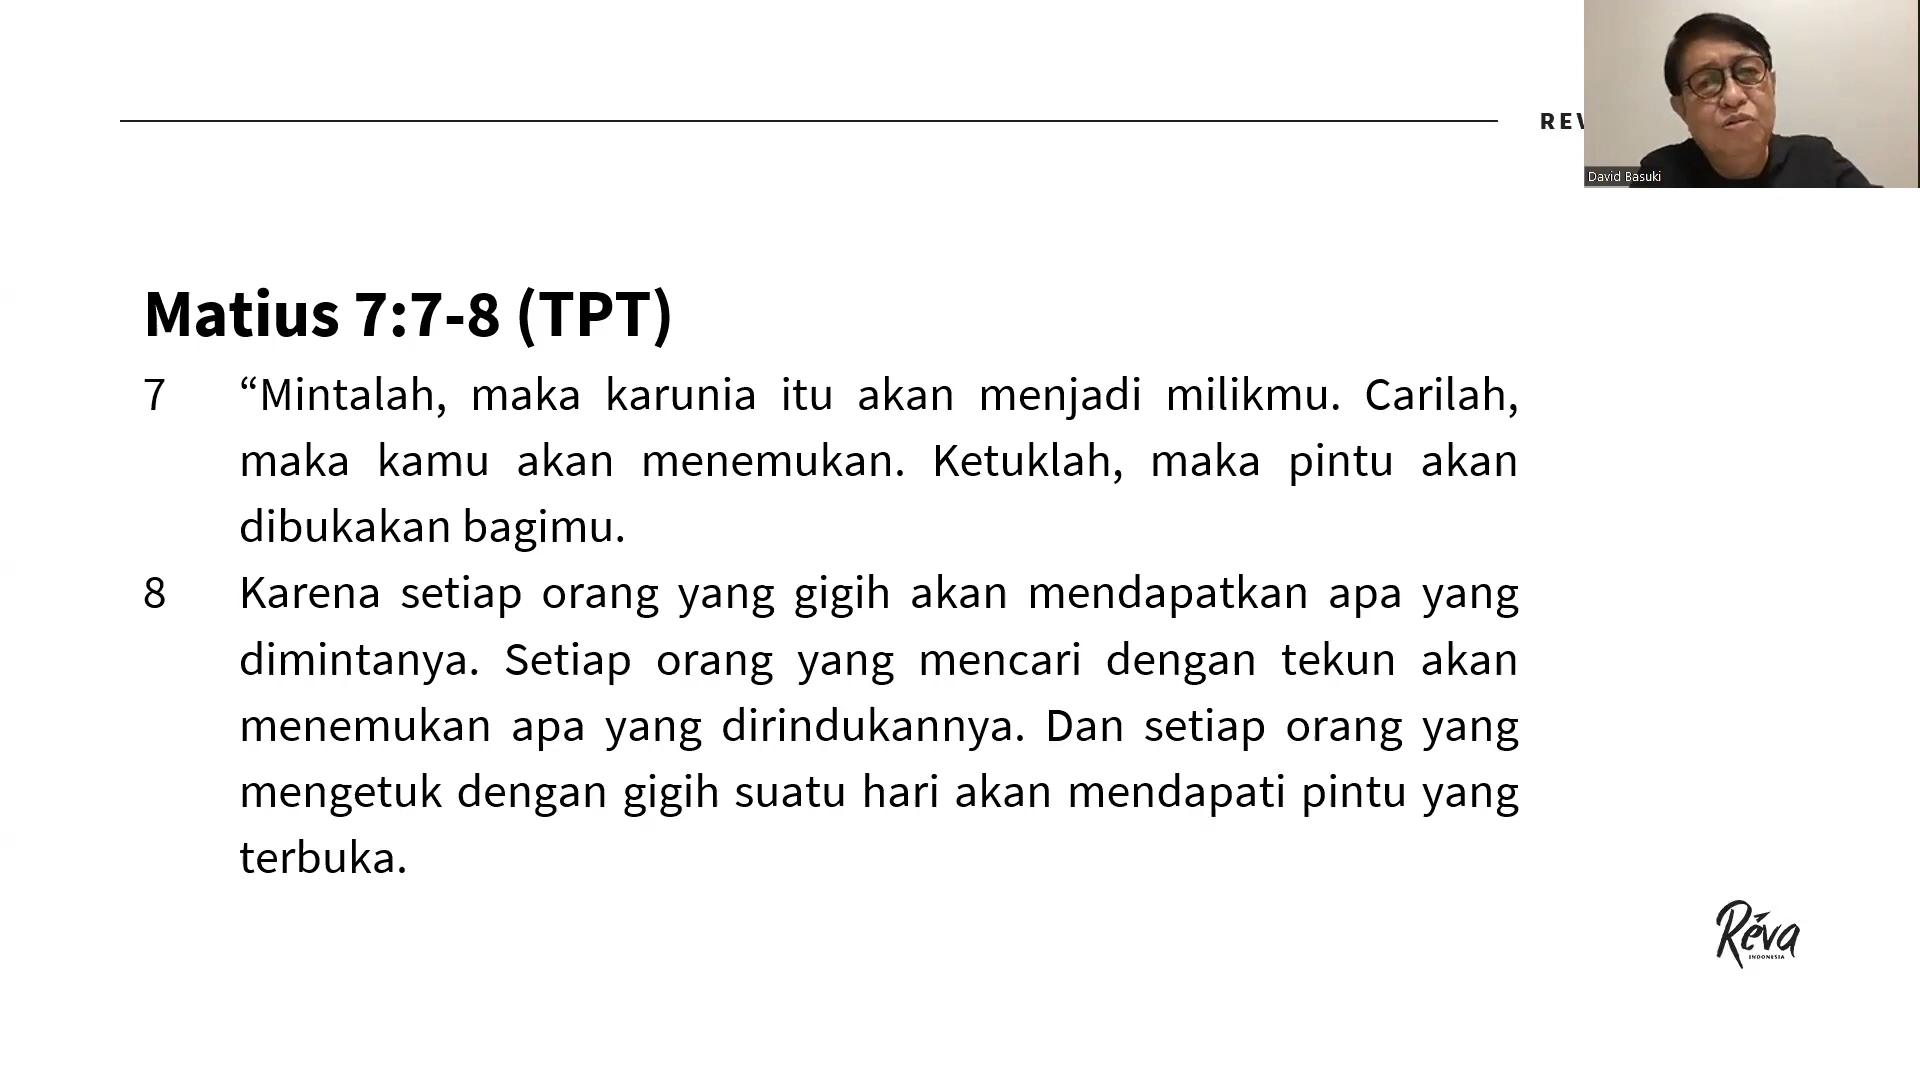 REV
David Basuki
Matius 7:7-8 (TPT)
7 “Mintalah, maka karunia itu akan menjadi milikmu. Carilah,
maka kamu akan menemukan. Ketuklah, maka pintu akan
dibukakan bagimu.
8 Karena setiap orang yang gigih akan mendapatkan apa yang
dimintanya. Setiap orang yang mencari dengan tekun akan
menemukan apa yang dirindukannya. Dan setiap orang yang
mengetuk dengan gigih suatu hari akan mendapati pintu yang
terbuka.
Réva
INDONESIA